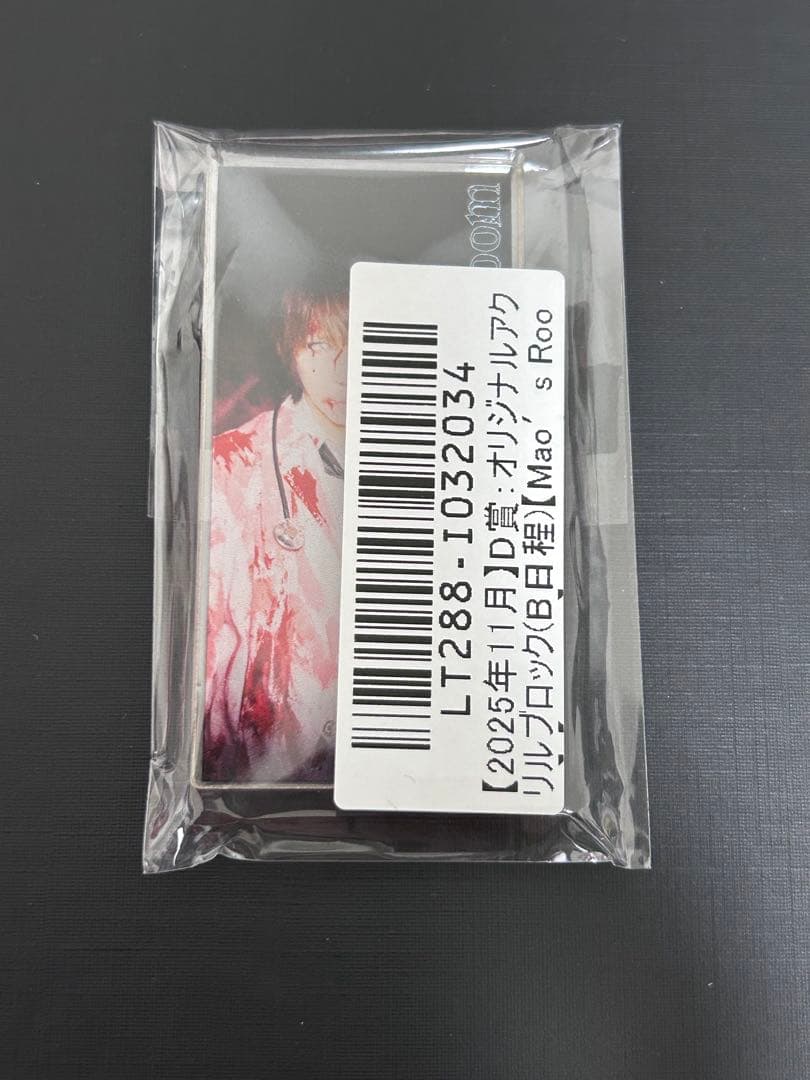 oom
LT288-I032034
【2025年11月】D賞:オリジナルアク
リルブロック(B日程)【Mao’s Roo